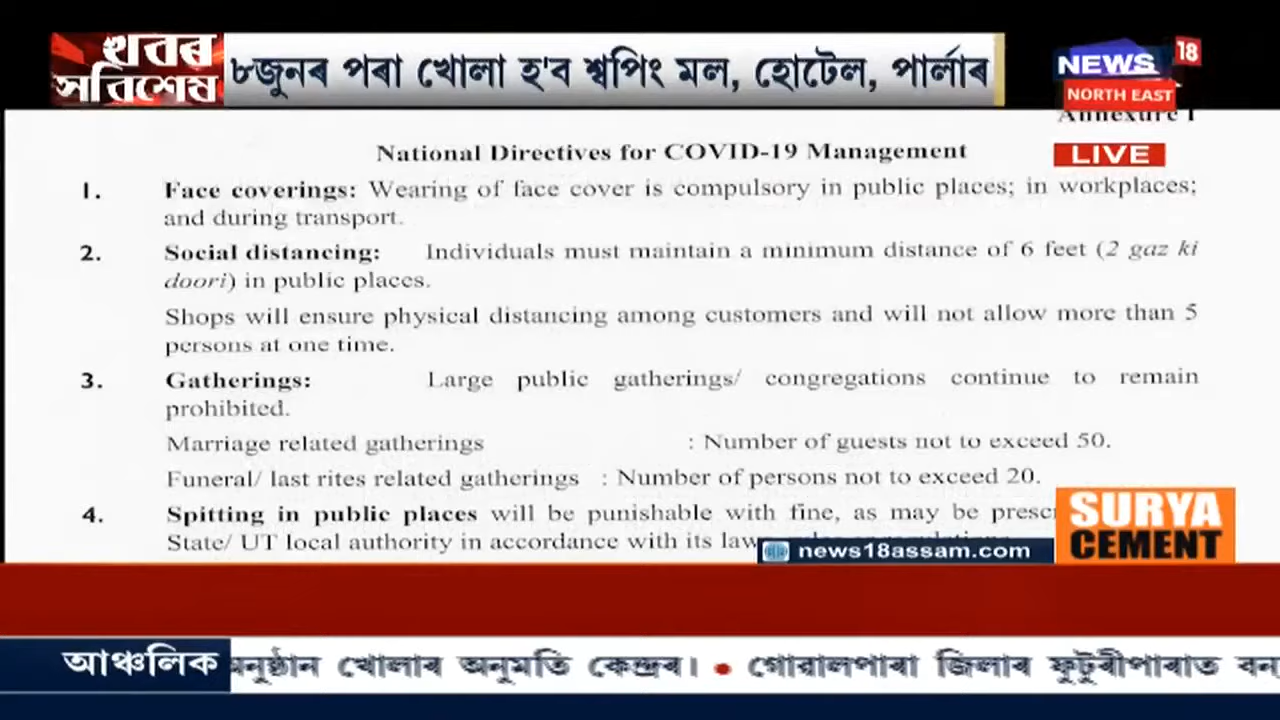 খবৰ
সবিশেষ
৮জুনৰ পৰা খোলা হ'ব শ্বপিং মল, হোটেল, পাৰ্লাৰ
NEWS 18
NORTH EAST
Annexure I
LIVE
National Directives for COVID-19 Management
1. Face coverings: Wearing of face cover is compulsory in public places; in workplaces;
and during transport.
2. Social distancing: Individuals must maintain a minimum distance of 6 feet (2 gaz ki
doori) in public places.
Shops will ensure physical distancing among customers and will not allow more than 5
persons at one time.
3. Gatherings: Large public gatherings/ congregations continue to remain
prohibited.
Marriage related gatherings : Number of guests not to exceed 50.
Funeral/ last rites related gatherings : Number of persons not to exceed 20.
4. Spitting in public places will be punishable with fine, as may be
State/ UT local authority in accordance with its
SURYA
CEMENT
news18assam.com
আঞ্চলিক
খোলাৰ অনুমতি কেন্দ্ৰৰ। • গোৱালপাৰা জিলাৰ ফুটুৰীপাৰাত